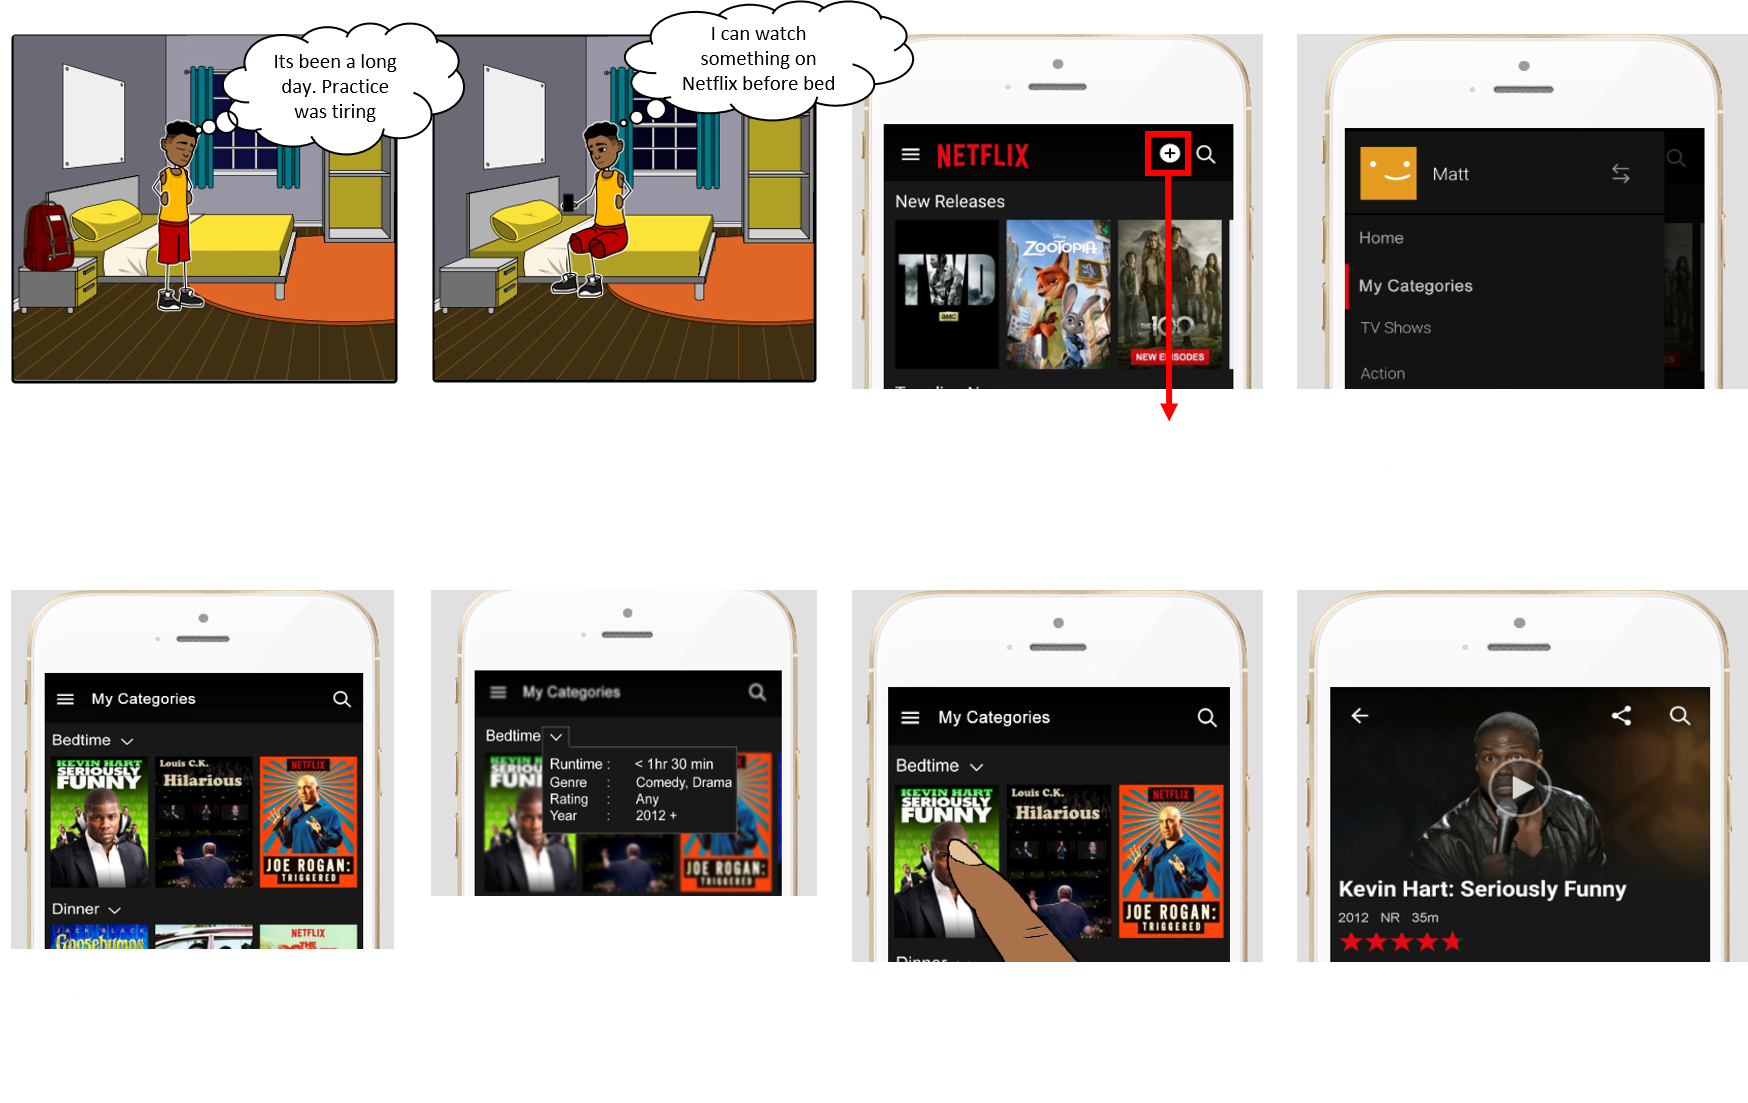 Its been a long
day. Practice
was tiring
I can watch
something on
Netflix before bed
NETFLIX
New Releases
TWD
amc
Disney
ZOOTOPIA
THE 100
NEW EPISODES
Matt
Home
My Categories
TV Shows
Action
My Categories
Bedtime
KEVIN HART
SERIOUSLY
FUNNY
Louis C.K.
Hilarious
NETFLIX
JOE ROGAN:
TRIGGERED
Dinner
JACK BLACK
Goosebumps
NETFLIX
THE
My Categories
Bedtime
Runtime : < 1hr 30 min
Genre : Comedy, Drama
Rating : Any
Year : 2012 +
JOE ROGAN:
TRIGGERED
My Categories
Bedtime
KEVIN HART
SERIOUSLY
FUNNY
Louis C.K.
Hilarious
NETFLIX
JOE ROGAN:
TRIGGERED
Dinner
Kevin Hart: Seriously Funny
2012 NR 35m